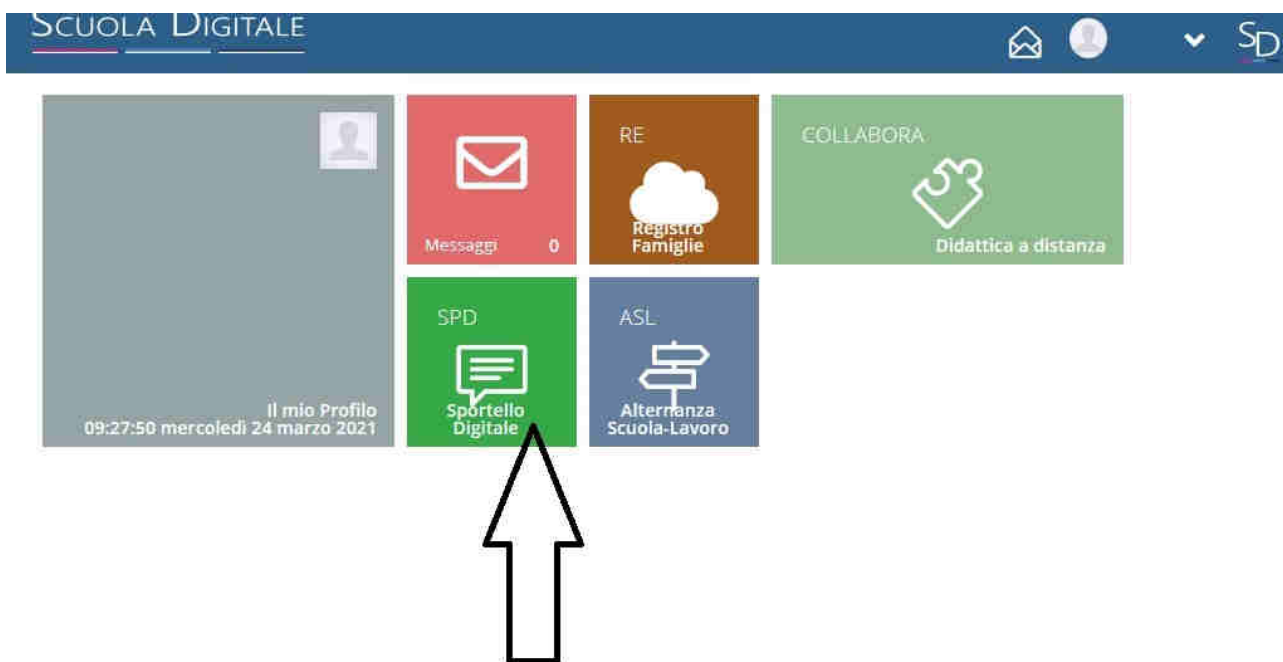 SCUOLA DIGITALE
SD
RE
COLLABORA
Registro
Famiglie
Messaggi 0
Didattica a distanza
SPD
ASL
Il mio Profilo
09:27:50 mercoledì 24 marzo 2021
Sportello
Digitale
Alternanza
Scuola-Lavoro